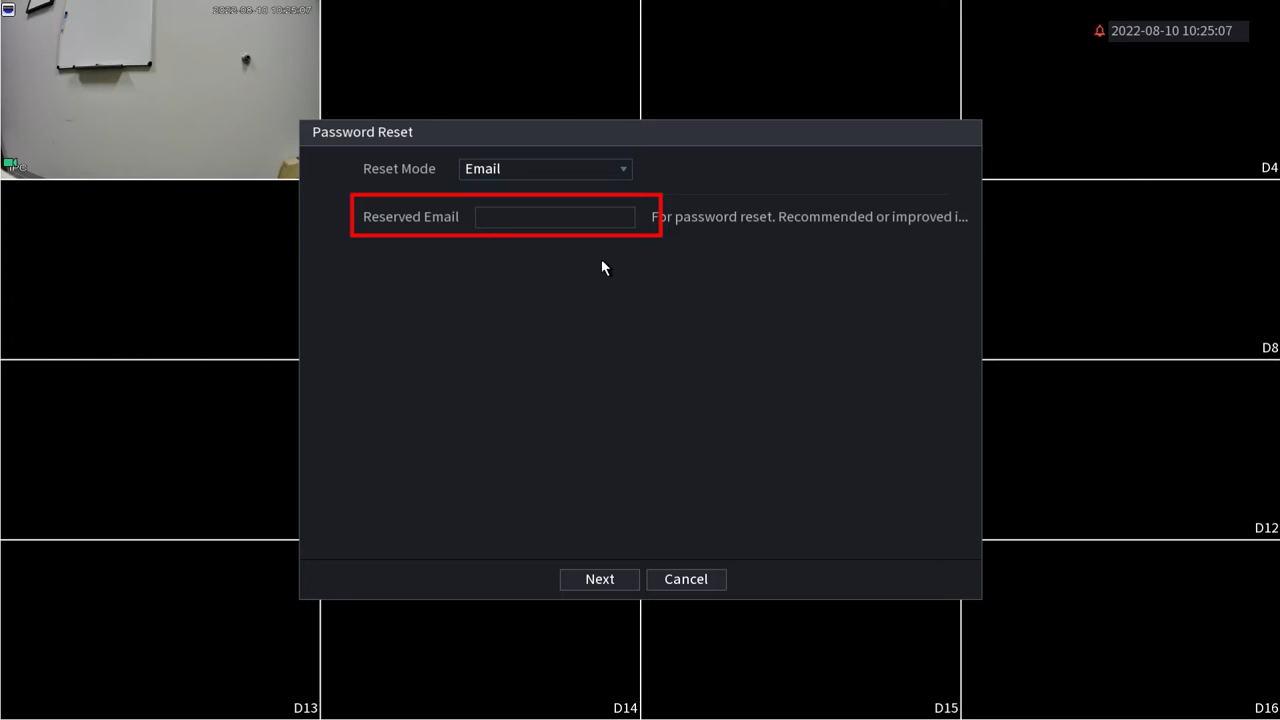 2022-08-10 10:25:07
2022-08-10 10:25:07
IPC
Password Reset
Reset Mode Email
Reserved Email For password reset. Recommended or improved i...
Next Cancel
D4
D8
D12
D13 D14 D15 D16